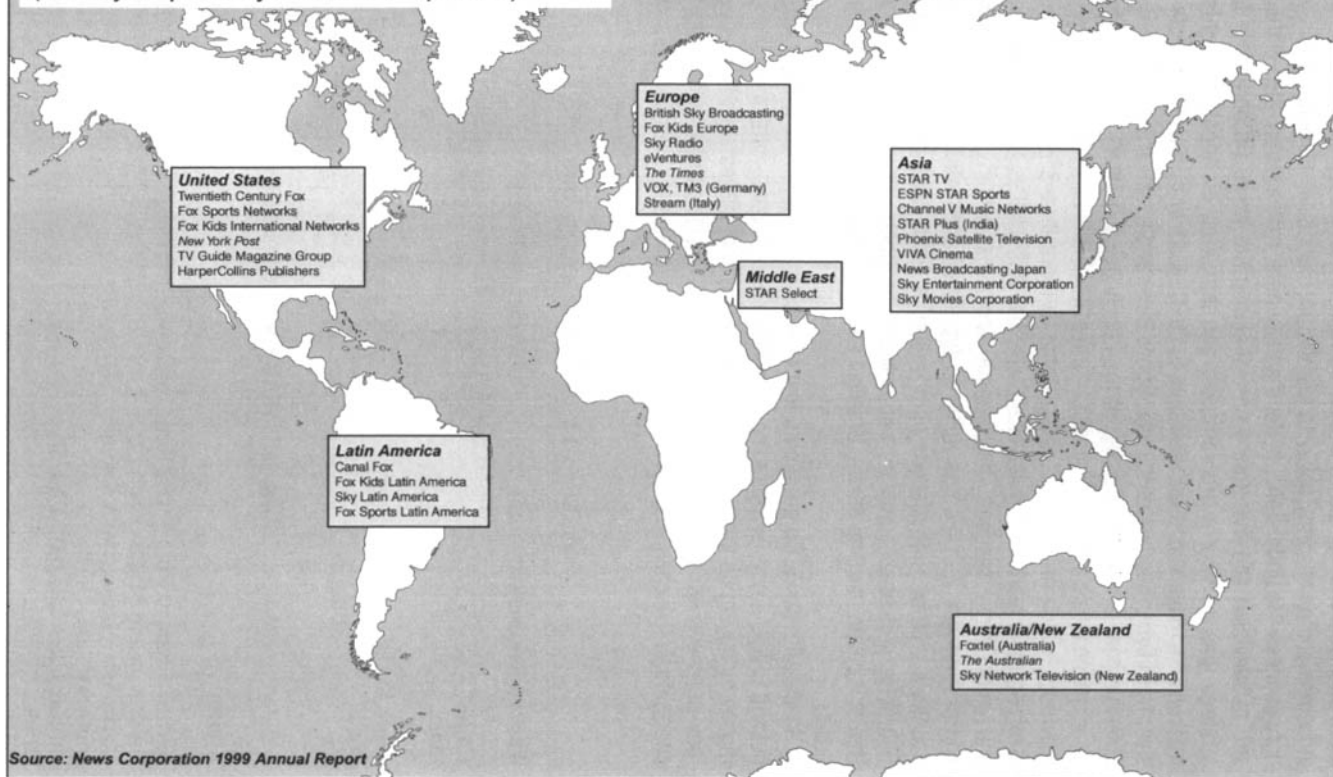 Europe
British Sky Broadcasting
Fox Kids Europe
Sky Radio
eVentures
The Times
VOX, TM3 (Germany)
Stream (Italy)
United States
Twentieth Century Fox
Fox Sports Networks
Fox Kids International Networks
New York Post
TV Guide Magazine Group
HarperCollins Publishers
Asia
STAR TV
ESPN STAR Sports
Channel V Music Networks
STAR Plus (India)
Phoenix Satellite Television
VIVA Cinema
News Broadcasting Japan
Sky Entertainment Corporation
Sky Movies Corporation
Middle East
STAR Select
Latin America
Canal Fox
Fox Kids Latin America
Sky Latin America
Fox Sports Latin America
Australia/New Zealand
Foxtel (Australia)
The Australian
Sky Network Television (New Zealand)
Source: News Corporation 1999 Annual Report